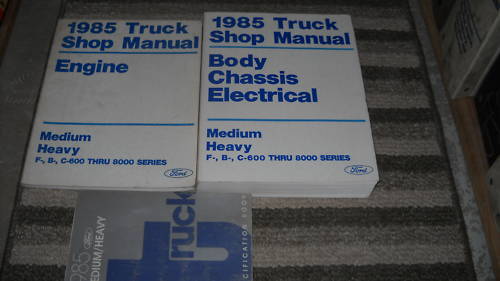 1985 Truck
Shop Manual
Engine
Medium
Heavy
F-, B-, C-600 THRU 8000 SERIES
Ford
1985 Truck
Shop Manual
Body
Chassis
Electrical
Medium
Heavy
F-, B-, C-600 THRU 8000 SERIES
Ford
1985 Ford
MEDIUM/HEAVY
truck